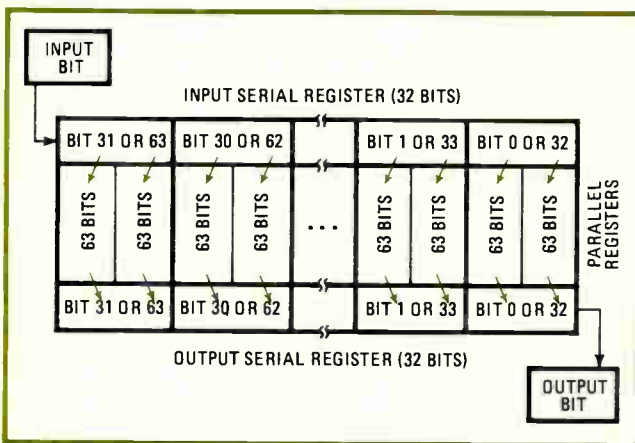 INPUT
BIT
INPUT SERIAL REGISTER (32 BITS)
BIT 31 OR 63 BIT 30 OR 62 BIT 1 OR 33 BIT 0 OR 32
63 BITS 63 BITS 63 BITS 63 BITS ... 63 BITS 63 BITS 63 BITS 63 BITS
PARALLEL
REGISTERS
BIT 31 OR 63 BIT 30 OR 62 BIT 1 OR 33 BIT 0 OR 32
OUTPUT SERIAL REGISTER (32 BITS)
OUTPUT
BIT